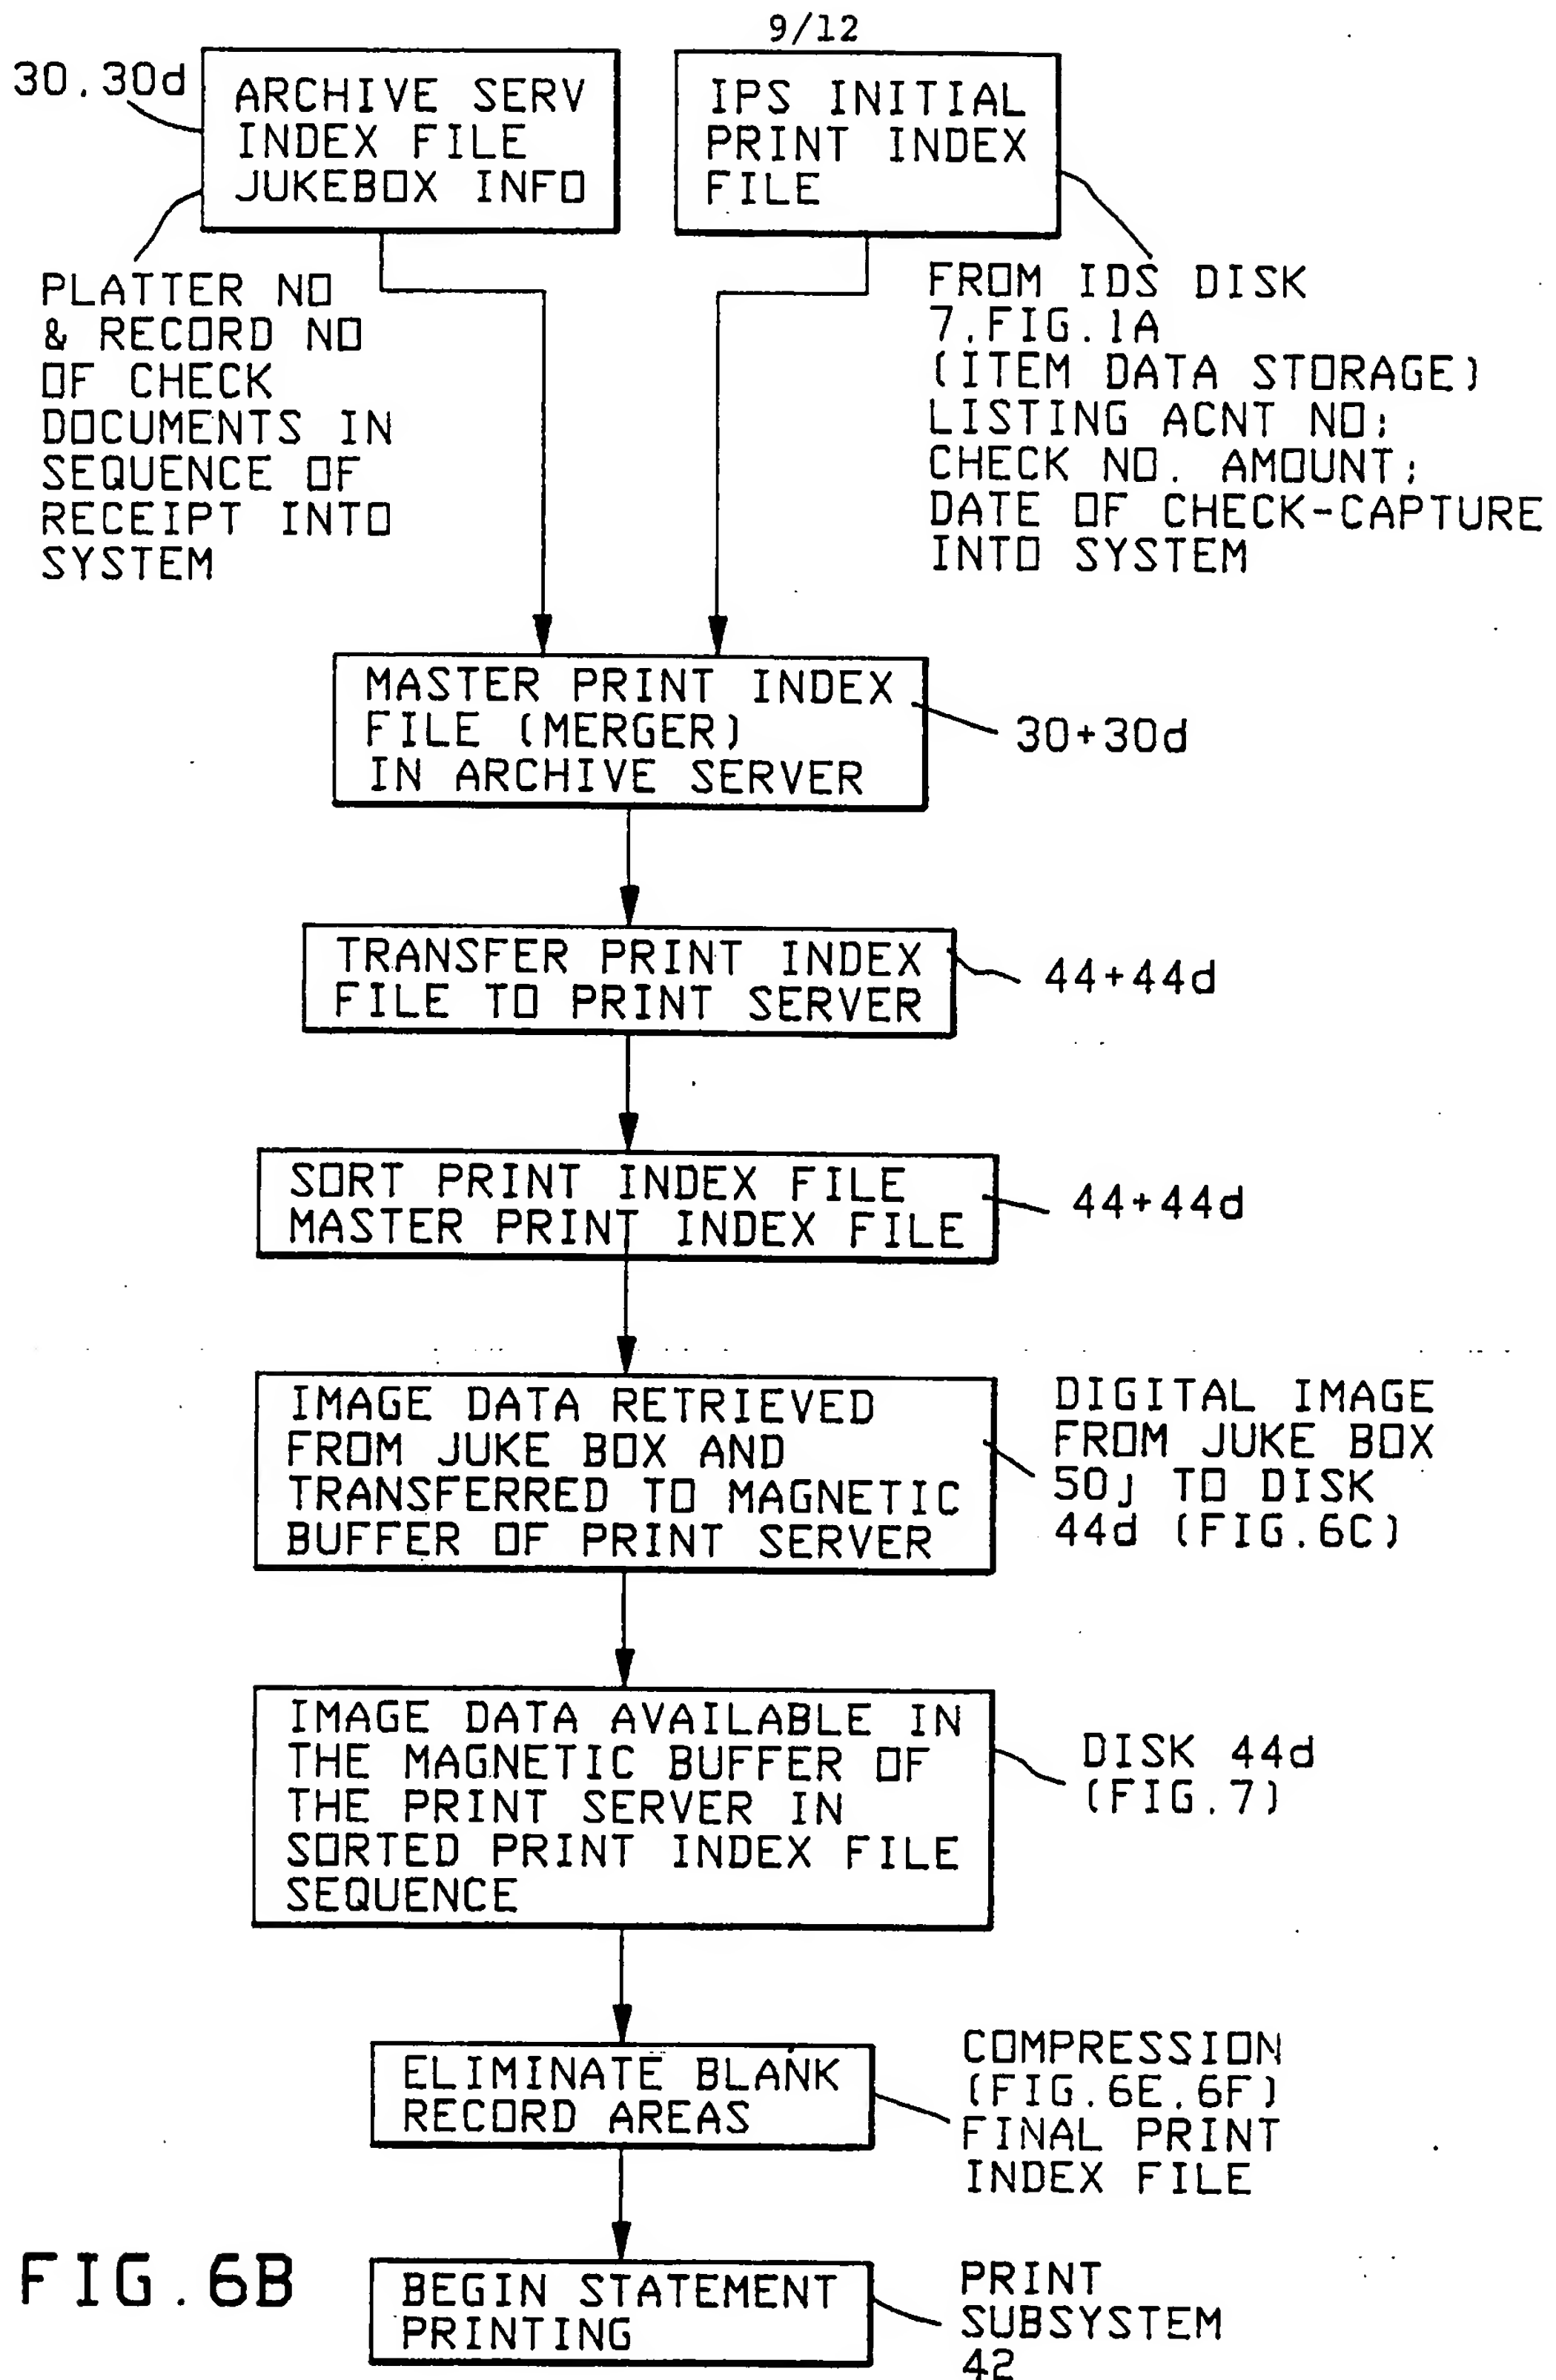 9/12
30,30d
ARCHIVE SERV
INDEX FILE
JUKEBOX INFO
IPS INITIAL
PRINT INDEX
FILE
PLATTER NO
& RECORD NO
OF CHECK
DOCUMENTS IN
SEQUENCE OF
RECEIPT INTO
SYSTEM
FROM IDS DISK
7,FIG.1A
(ITEM DATA STORAGE)
LISTING ACNT NO;
CHECK NO. AMOUNT;
DATE OF CHECK-CAPTURE
INTO SYSTEM
MASTER PRINT INDEX
FILE (MERGER)
IN ARCHIVE SERVER
30+30d
TRANSFER PRINT INDEX
FILE TO PRINT SERVER
44+44d
SORT PRINT INDEX FILE
MASTER PRINT INDEX FILE
44+44d
IMAGE DATA RETRIEVED
FROM JUKE BOX AND
TRANSFERRED TO MAGNETIC
BUFFER OF PRINT SERVER
DIGITAL IMAGE
FROM JUKE BOX
50j TO DISK
44d (FIG.6C)
IMAGE DATA AVAILABLE IN
THE MAGNETIC BUFFER OF
THE PRINT SERVER IN
SORTED PRINT INDEX FILE
SEQUENCE
DISK 44d
(FIG.7)
ELIMINATE BLANK
RECORD AREAS
COMPRESSION
(FIG.6E,6F)
FINAL PRINT
INDEX FILE
BEGIN STATEMENT
PRINTING
PRINT
SUBSYSTEM
42
FIG.6B